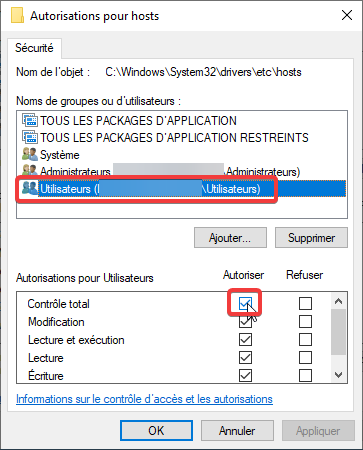 Autorisations pour hosts
Sécurité
Nom de l'objet : C:\Windows\System32\drivers\etc\hosts
Noms de groupes ou d'utilisateurs :
TOUS LES PACKAGES D'APPLICATION
TOUS LES PACKAGES D'APPLICATION RESTREINTS
Système
Administrateurs Administrateurs)
Utilisateurs ( \Utilisateurs)
Ajouter... Supprimer
Autorisations pour Utilisateurs Autoriser Refuser
Contrôle total
Modification
Lecture et exécution
Lecture
Écriture
Informations sur le contrôle d'accès et les autorisations
OK Annuler Appliquer